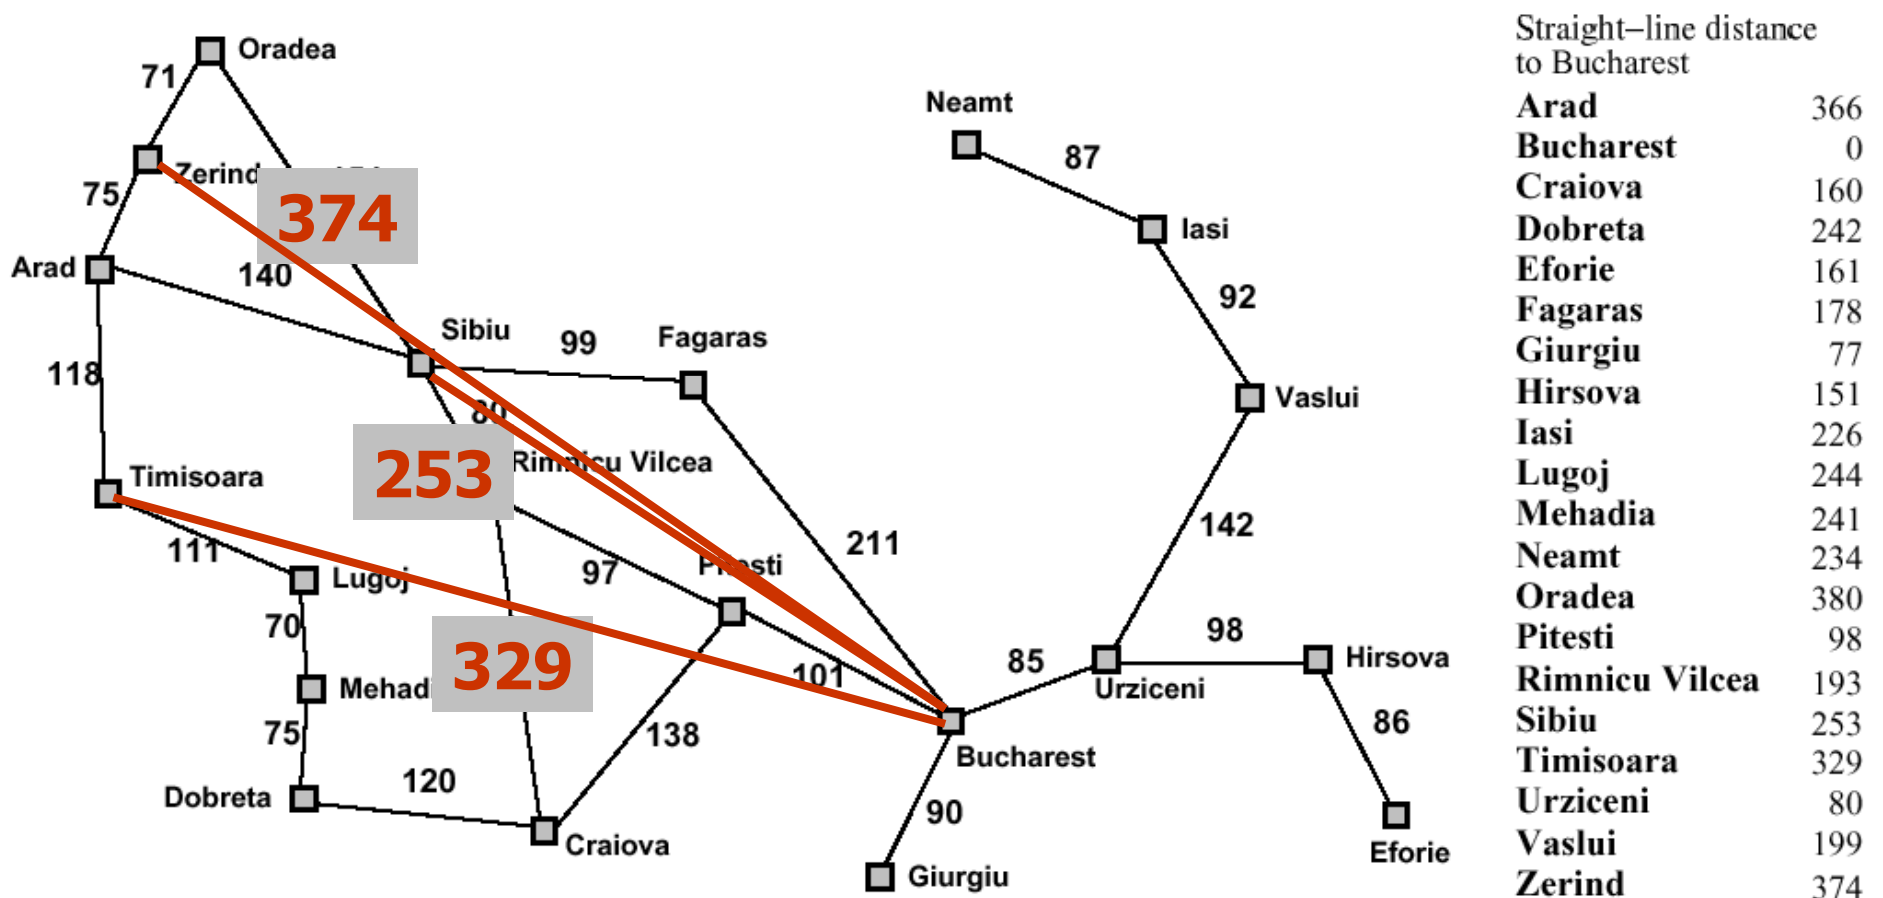 Oradea
71
Neamt
87
Zerind
374
75
Iasi
Arad
140
92
Sibiu
99
Fagaras
118
Vaslui
80
Timisoara
253
Rimnicu Vilcea
142
111
211
Lugoj
97
Pitesti
70
329
98
Mehadi
101
85
Urziceni
Hirsova
75
138
86
Bucharest
Dobreta
120
Craiova
90
Eforie
Giurgiu
Straight–line distance
to Bucharest
Arad 366
Bucharest 0
Craiova 160
Dobreta 242
Eforie 161
Fagaras 178
Giurgiu 77
Hirsova 151
Iasi 226
Lugoj 244
Mehadia 241
Neamt 234
Oradea 380
Pitesti 98
Rimnicu Vilcea 193
Sibiu 253
Timisoara 329
Urziceni 80
Vaslui 199
Zerind 374